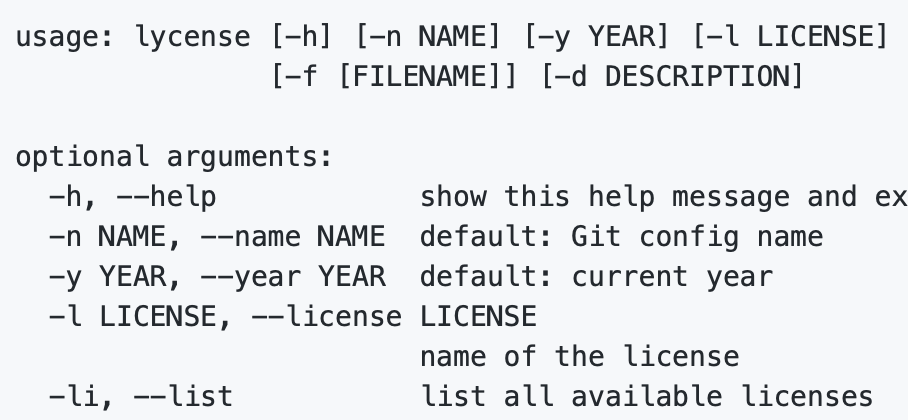 usage: lycense [-h] [-n NAME] [-y YEAR] [-l LICENSE]
[-f [FILENAME]] [-d DESCRIPTION]
optional arguments:
-h, --help show this help message and ex
-n NAME, --name NAME default: Git config name
-y YEAR, --year YEAR default: current year
-l LICENSE, --license LICENSE
name of the license
-li, --list list all available licenses